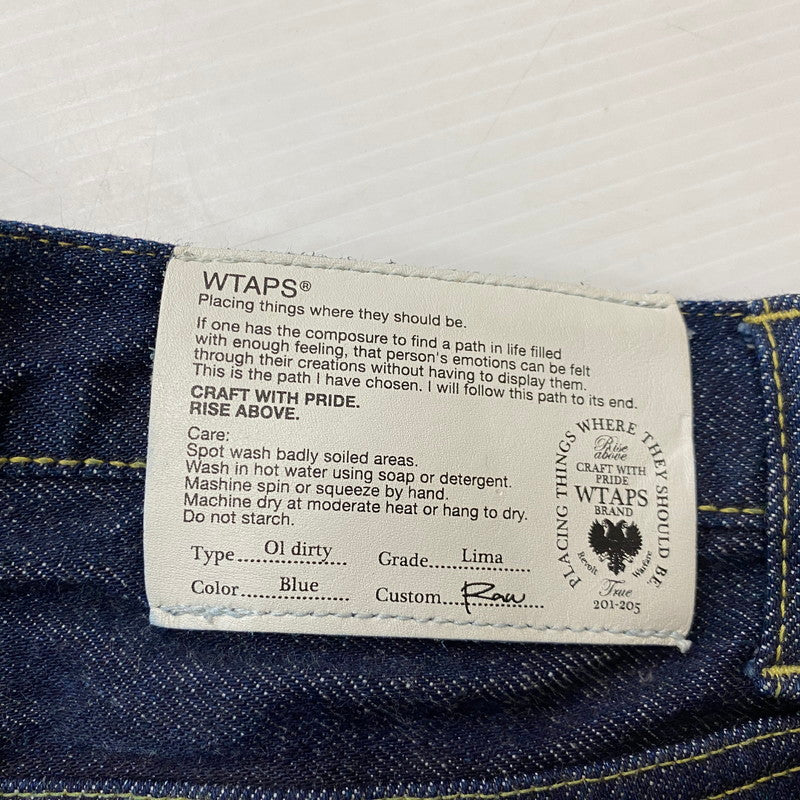 WTAPS®
Placing things where they should be.
If one has the composure to find a path in life filled
with enough feeling, that person's emotions can be felt
through their creations without having to display them.
This is the path I have chosen. I will follow this path to its end.
CRAFT WITH PRIDE.
RISE ABOVE.
Care:
Spot wash badly soiled areas.
Wash in hot water using soap or detergent.
Mashine spin or squeeze by hand.
Machine dry at moderate heat or hang to dry.
Do not starch.
Type..........Ol dirty
Grade..........Lima
Color..........Blue
Custom..........Raw
PLACING THINGS WHERE THEY SHOULD BE.
Rise
above
CRAFT WITH
PRIDE
WTAPS
BRAND
Revolt Warfare
True
201-205